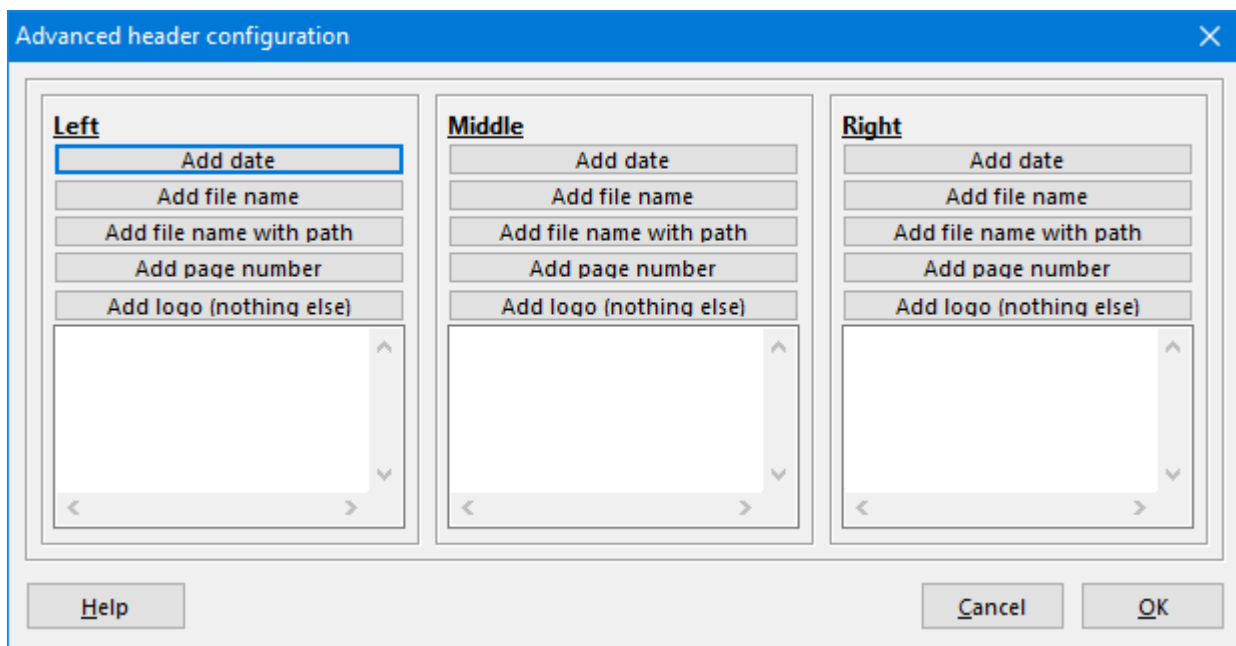 Advanced header configuration
Left
Add date
Add file name
Add file name with path
Add page number
Add logo (nothing else)
Middle
Add date
Add file name
Add file name with path
Add page number
Add logo (nothing else)
Right
Add date
Add file name
Add file name with path
Add page number
Add logo (nothing else)
Help
Cancel
OK